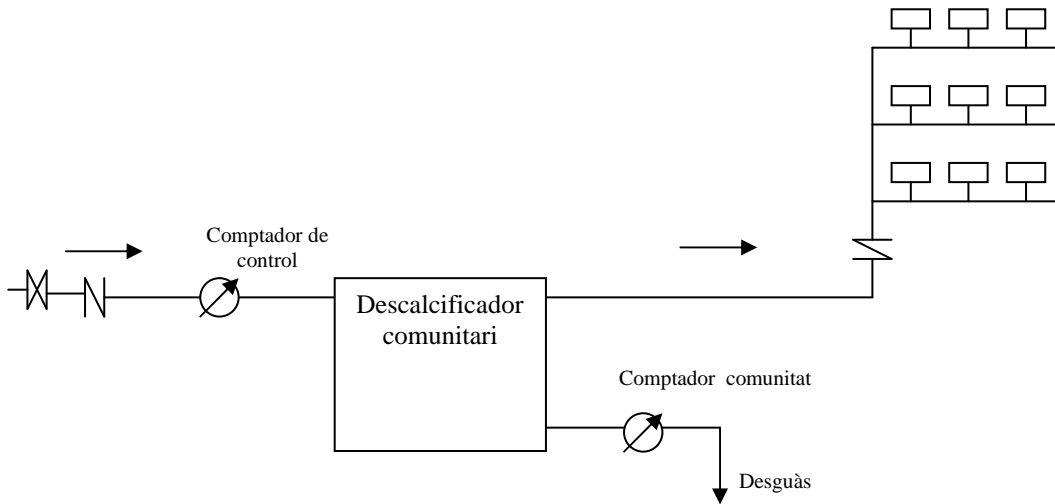 Comptador de
control
Descalcificador
comunitari
Comptador comunitat
Desguàs